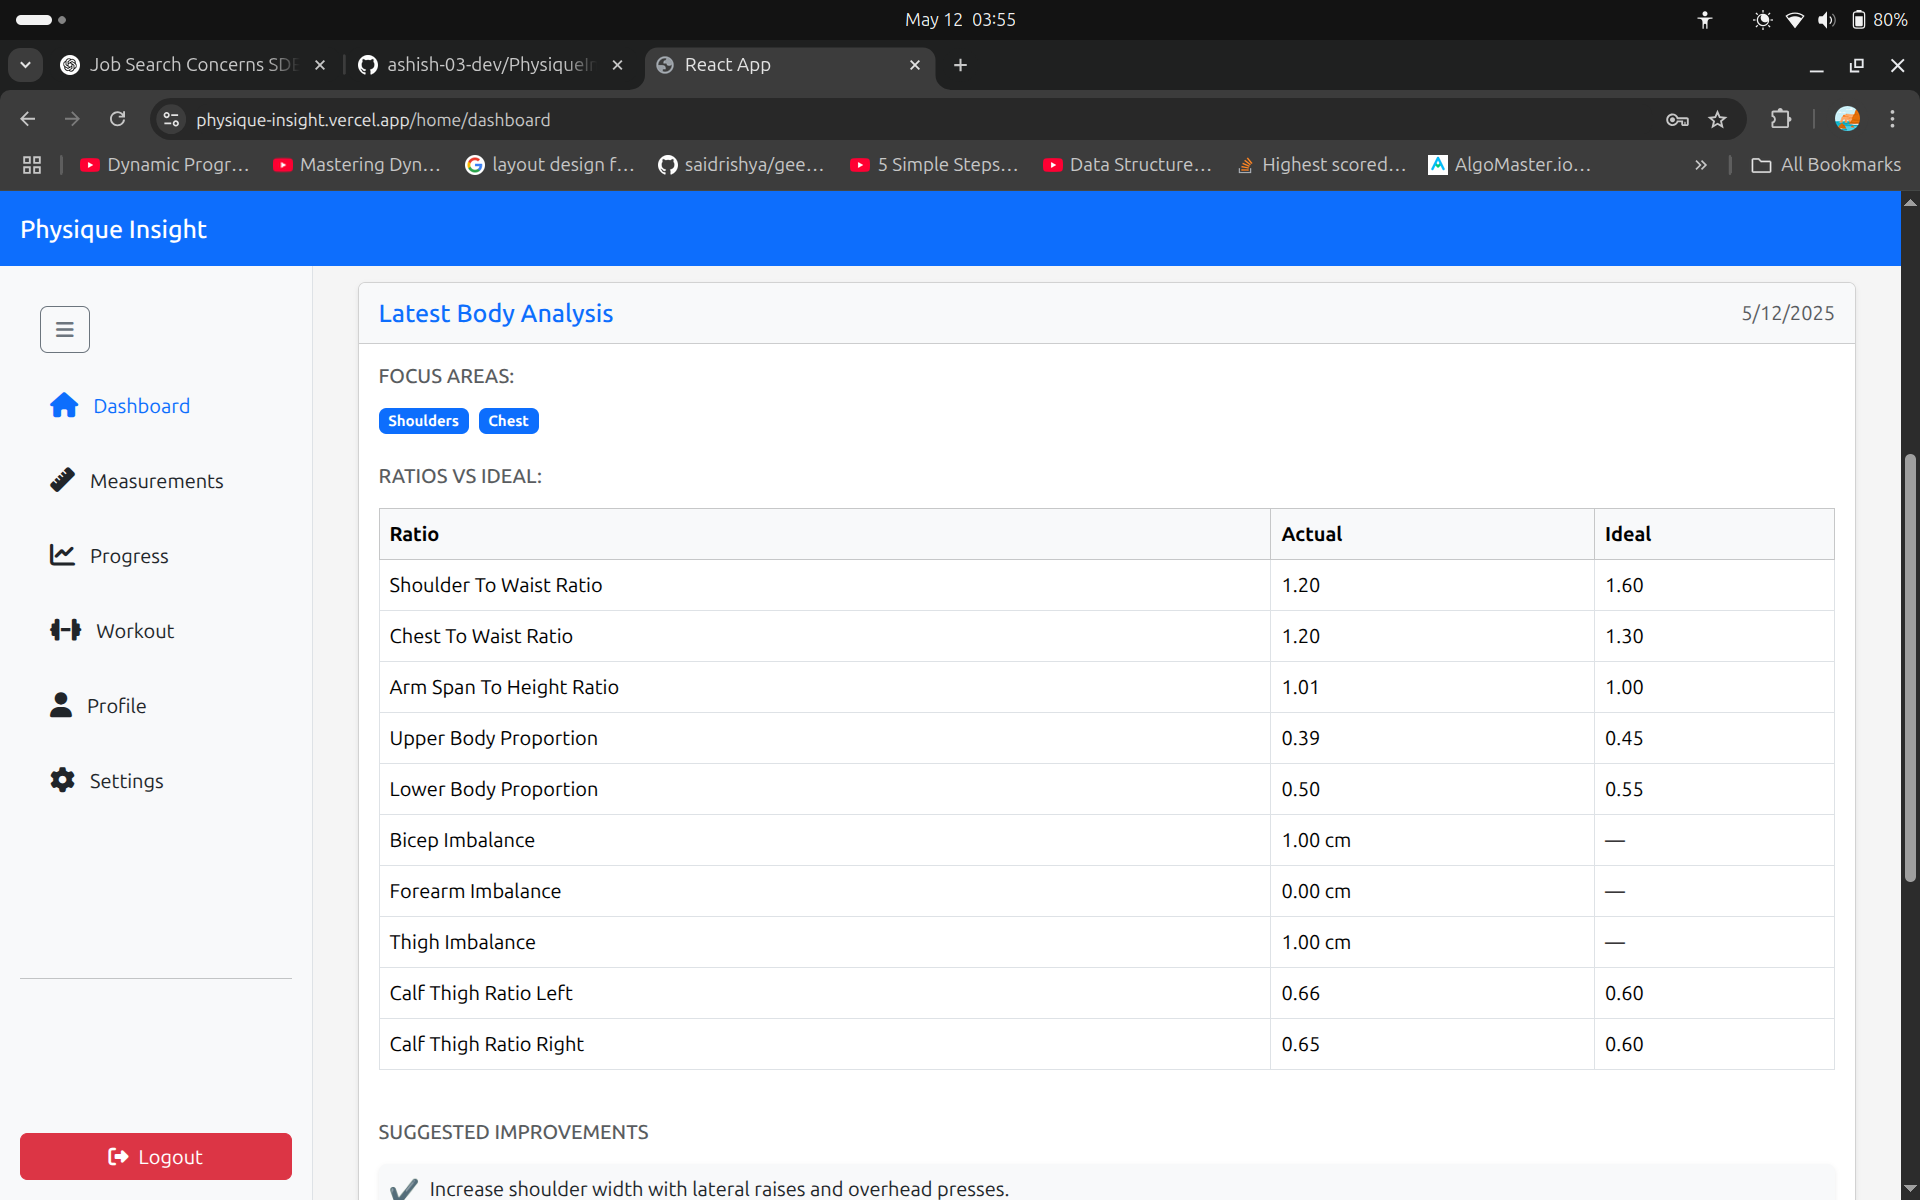 May 12 03:55
80%
Job Search Concerns SDE
ashish-03-dev/PhysiqueIn
React App
physique-insight.vercel.app/home/dashboard
Dynamic Progr...
Mastering Dyn...
layout design f...
saidrishya/gee...
5 Simple Steps...
Data Structure...
Highest scored...
AlgoMaster.io...
All Bookmarks
Physique Insight
Dashboard
Measurements
Progress
Workout
Profile
Settings
Logout
Latest Body Analysis 5/12/2025
FOCUS AREAS:
Shoulders Chest
RATIOS VS IDEAL:
Ratio Actual Ideal
Shoulder To Waist Ratio 1.20 1.60
Chest To Waist Ratio 1.20 1.30
Arm Span To Height Ratio 1.01 1.00
Upper Body Proportion 0.39 0.45
Lower Body Proportion 0.50 0.55
Bicep Imbalance 1.00 cm —
Forearm Imbalance 0.00 cm —
Thigh Imbalance 1.00 cm —
Calf Thigh Ratio Left 0.66 0.60
Calf Thigh Ratio Right 0.65 0.60
SUGGESTED IMPROVEMENTS
Increase shoulder width with lateral raises and overhead presses.